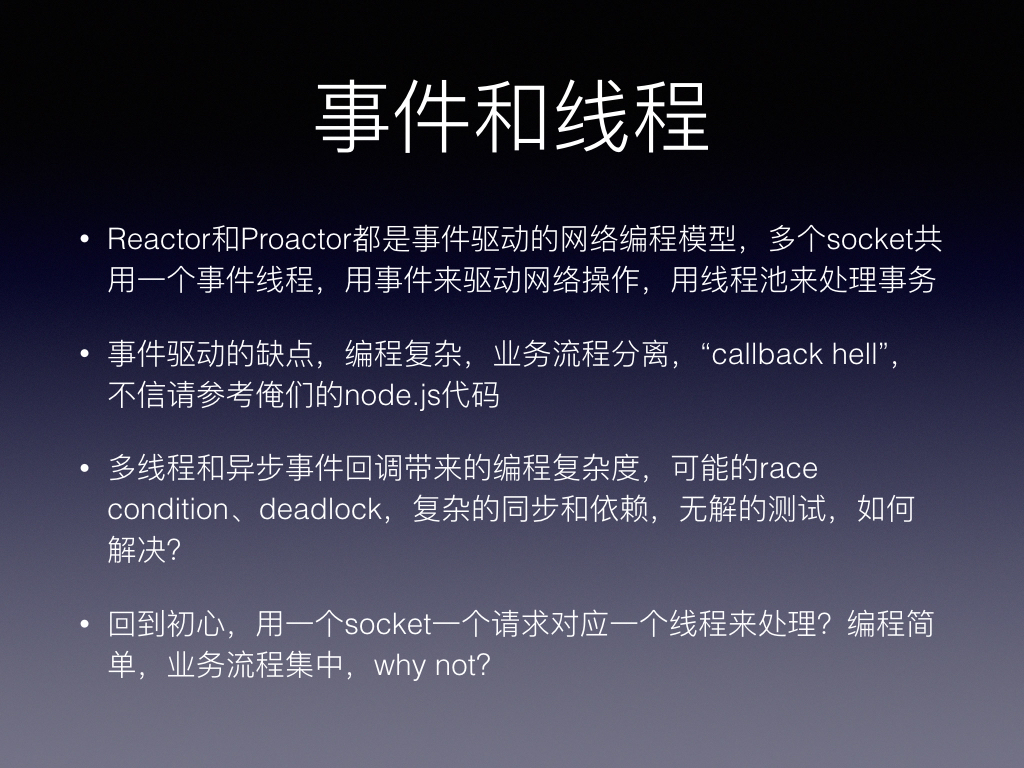 事件和线程
• Reactor和Proactor都是事件驱动的网络编程模型，多个socket共
用一个事件线程，用事件来驱动网络操作，用线程池来处理事务
• 事件驱动的缺点，编程复杂，业务流程分离，“callback hell”，
不信请参考俺们的node.js代码
• 多线程和异步事件回调带来的编程复杂度，可能的race
condition、deadlock，复杂的同步和依赖，无解的测试，如何
解决？
• 回到初心，用一个socket一个请求对应一个线程来处理？编程简
单，业务流程集中，why not？